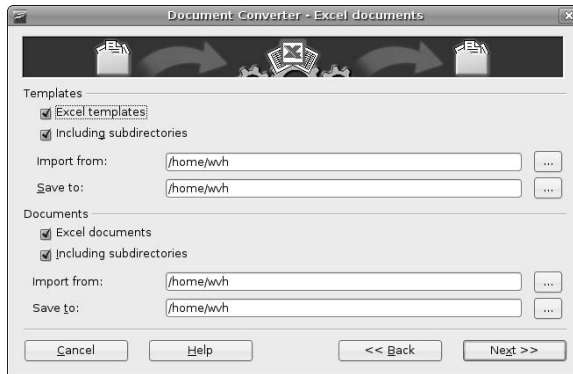 Document Converter - Excel documents
Templates
Excel templates
Including subdirectories
Import from: /home/wvh ...
Save to: /home/wvh ...
Documents
Excel documents
Including subdirectories
Import from: /home/wvh ...
Save to: /home/wvh ...
Cancel Help << Back Next >>